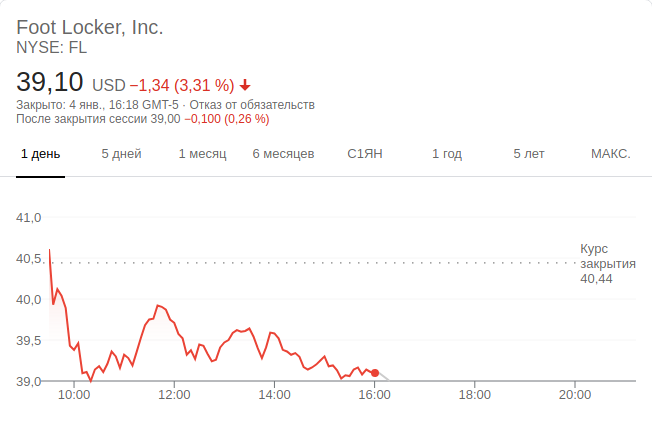 Foot Locker, Inc.
NYSE: FL
39,10 USD −1,34 (3,31 %)
Закрыто: 4 янв., 16:18 GMT-5 · Отказ от обязательств
После закрытия сессии 39,00 −0,100 (0,26 %)
1 день 5 дней 1 месяц 6 месяцев С1ЯН 1 год 5 лет МАКС.
41,0
40,5
40,0
39,5
39,0
Курс
закрытия
40,44
10:00 12:00 14:00 16:00 18:00 20:00